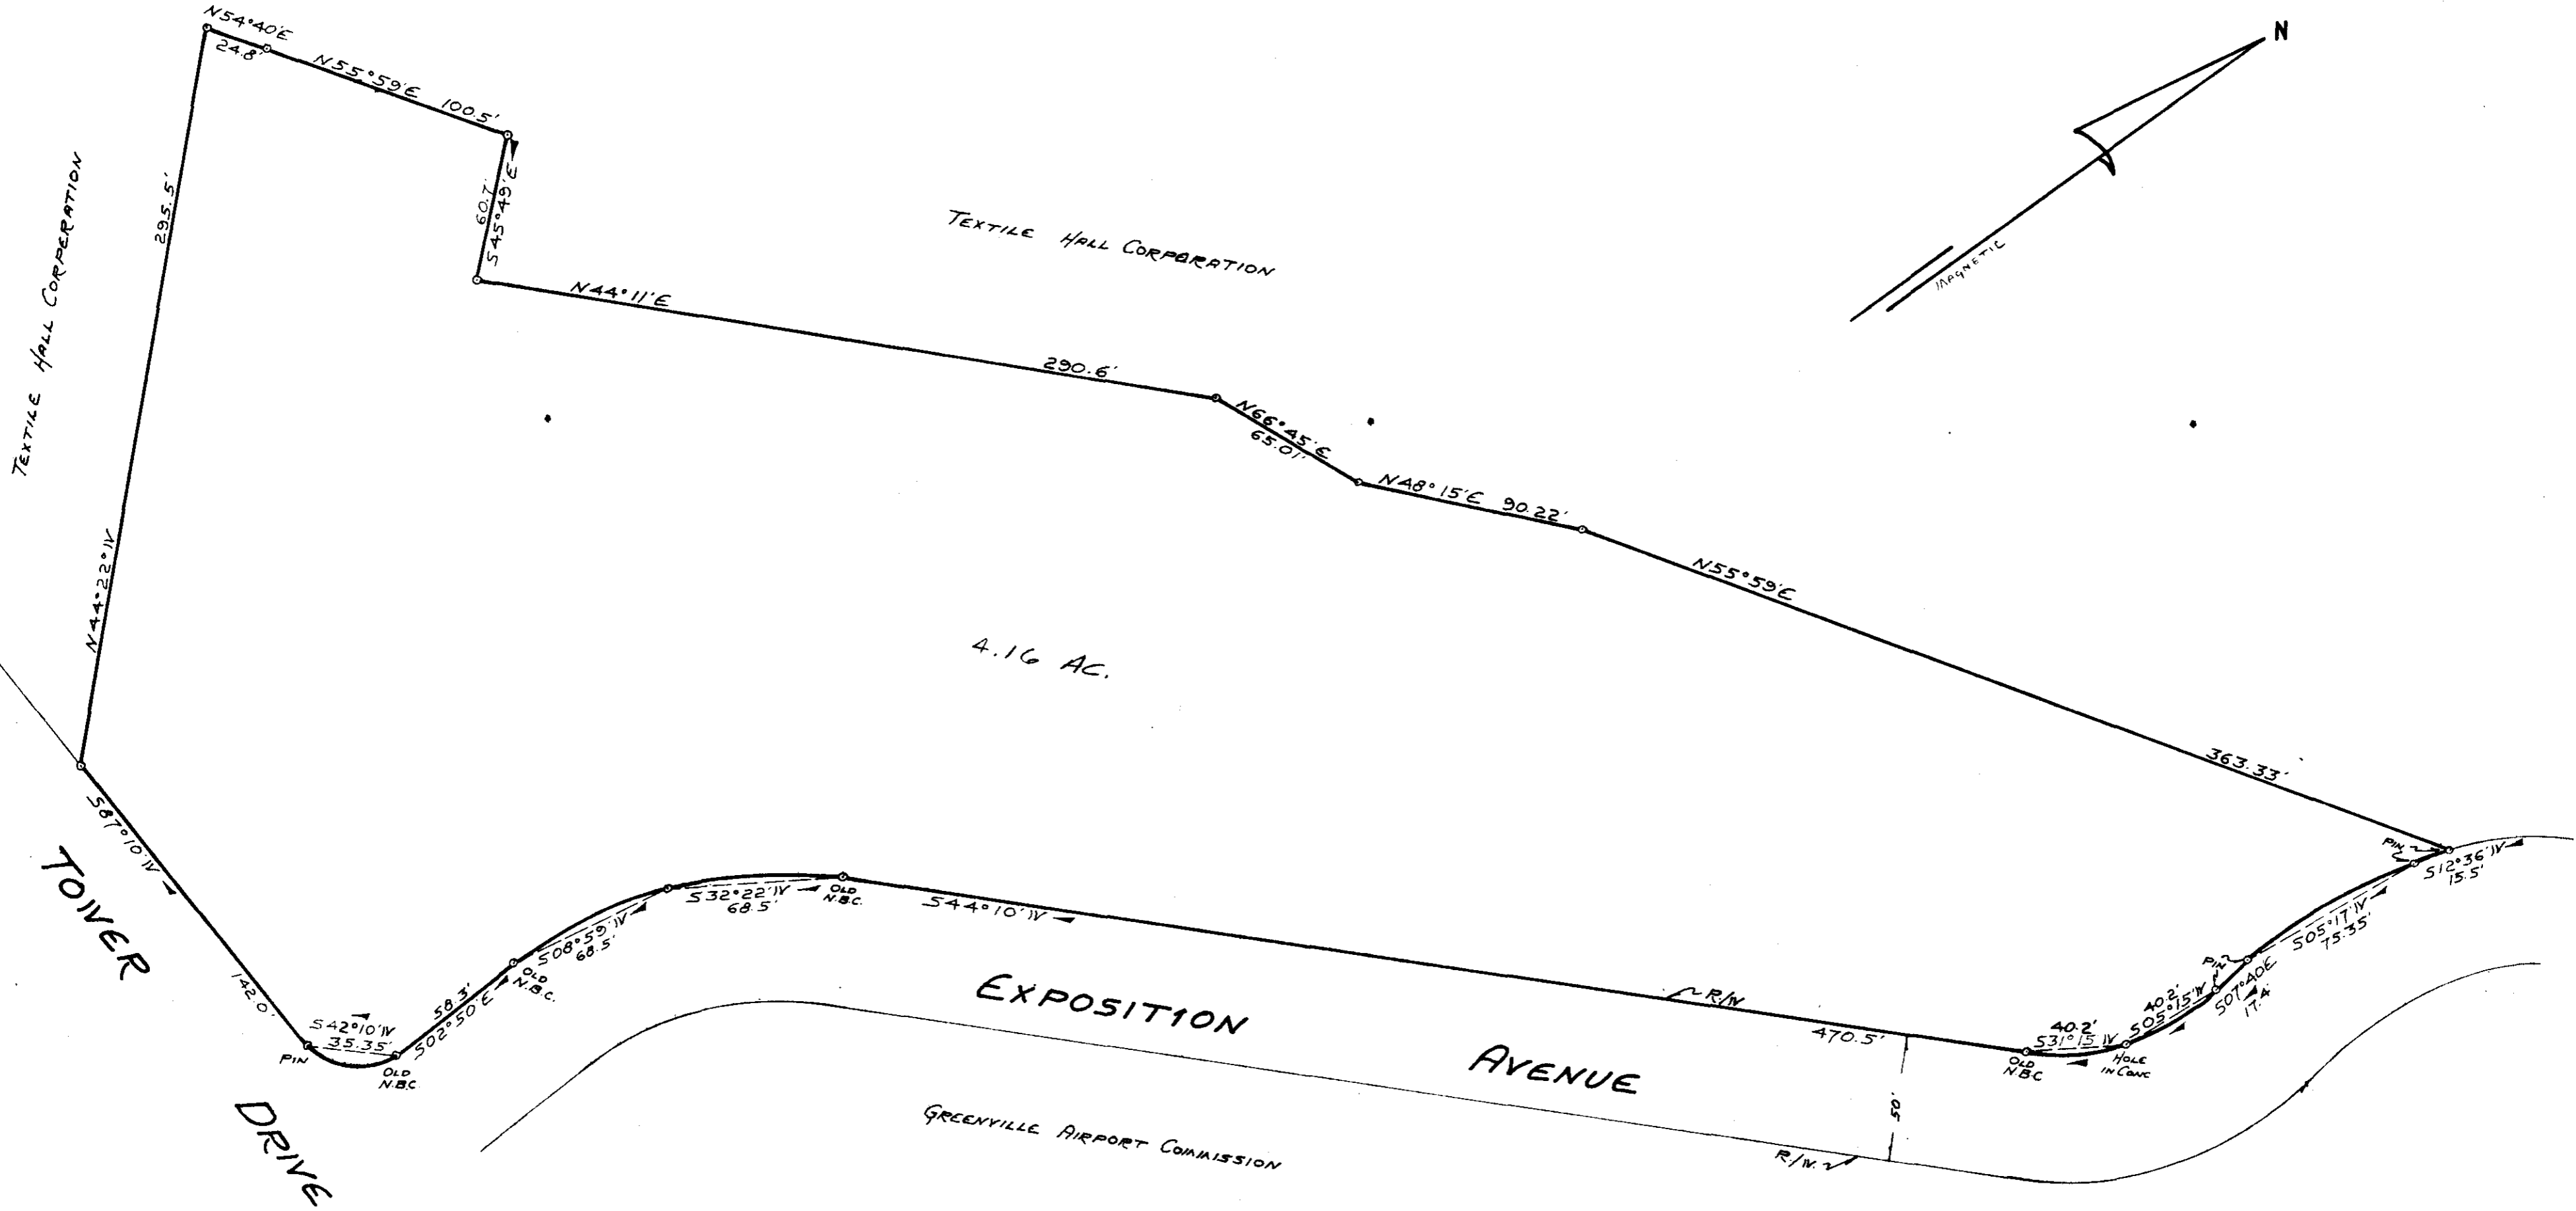 N54°40'E
24.8'
N55°59'E 100.5'
60.7'
S45°49'E
295.5'
N44°22°W
TEXTILE HALL CORPERATION
TEXTILE HALL CORPORATION
N
MAGNETIC
N44°11'E
290.6'
N66°45'E
65.01'
N48°15'E 90.22'
N55°59'E
363.33'
4.16 AC.
S87°10'W
142.0'
TOWER
DRIVE
S42°10'W
35.35'
PIN
OLD
N.B.C.
58.3'
S02°50'E
OLD
N.B.C.
S08°59'W
68.5'
S32°22'W
68.5'
OLD
N.B.C.
S44°10'W
470.5'
R/W
EXPOSITION
AVENUE
50'
R/W
GREENVILLE AIRPORT COMMISSION
OLD
N.B.C
40.2'
S31°15'W
HOLE
IN CONC
40.2'
S05°15'W
PIN
S07°40E
17.4'
S05°17'W
75.35'
PIN
S12°36'W
15.5'